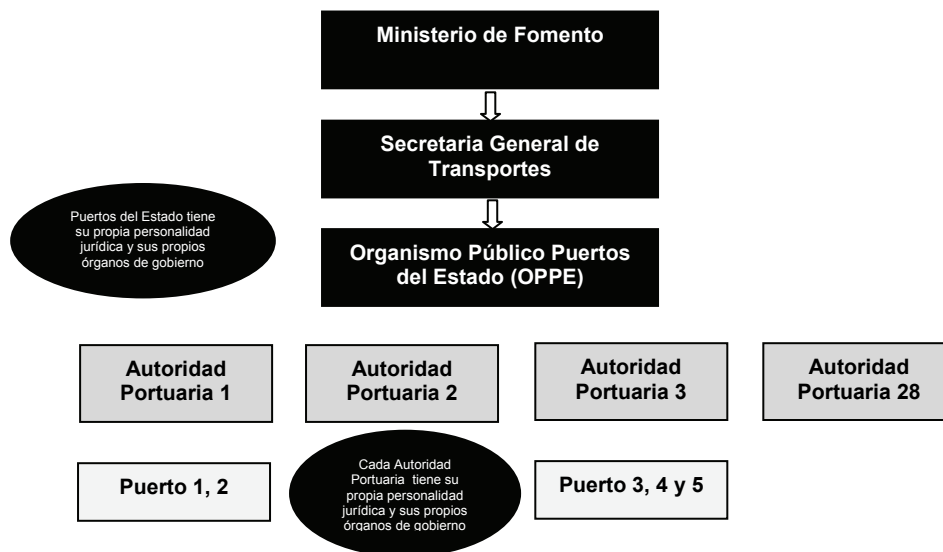 Ministerio de Fomento
Secretaria General de
Transportes
Puertos del Estado tiene
su propia personalidad
jurídica y sus propios
órganos de gobierno
Organismo Público Puertos
del Estado (OPPE)
Autoridad
Portuaria 1
Autoridad
Portuaria 2
Autoridad
Portuaria 3
Autoridad
Portuaria 28
Puerto 1, 2
Cada Autoridad
Portuaria tiene su
propia personalidad
jurídica y sus propios
órganos de gobierno
Puerto 3, 4 y 5